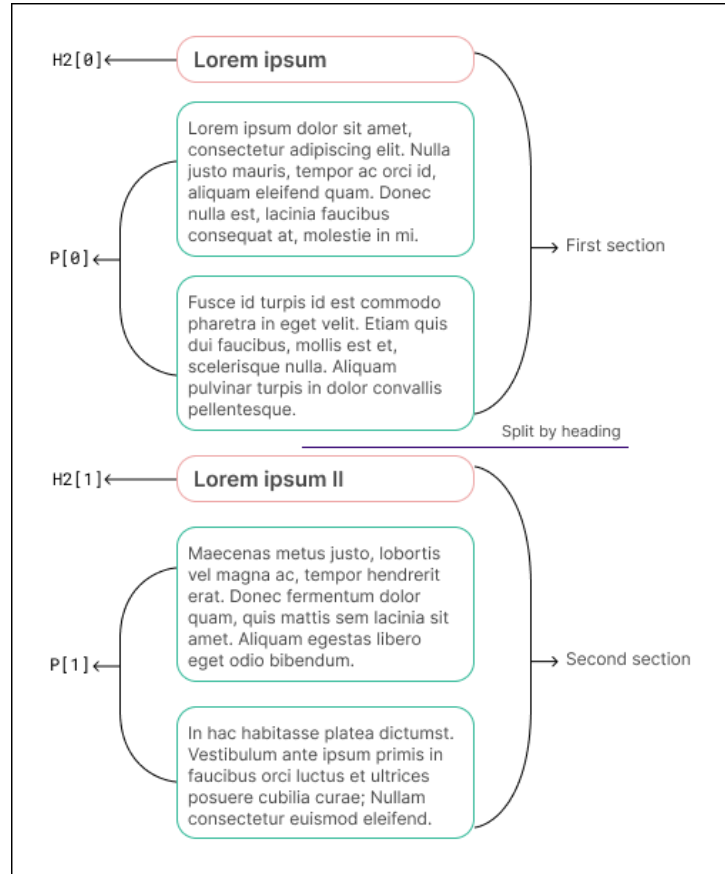 H2[0]
Lorem ipsum
Lorem ipsum dolor sit amet,
consectetur adipiscing elit. Nulla
justo mauris, tempor ac orci id,
aliquam eleifend quam. Donec
nulla est, lacinia faucibus
consequat at, molestie in mi.
P[0]
First section
Fusce id turpis id est commodo
pharetra in eget velit. Etiam quis
dui faucibus, mollis est et,
scelerisque nulla. Aliquam
pulvinar turpis in dolor convallis
pellentesque.
Split by heading
H2[1]
Lorem ipsum II
Maecenas metus justo, lobortis
vel magna ac, tempor hendrerit
erat. Donec fermentum dolor
quam, quis mattis sem lacinia sit
amet. Aliquam egestas libero
eget odio bibendum.
P[1]
Second section
In hac habitasse platea dictumst.
Vestibulum ante ipsum primis in
faucibus orci luctus et ultrices
posuere cubilia curae; Nullam
consectetur euismod eleifend.